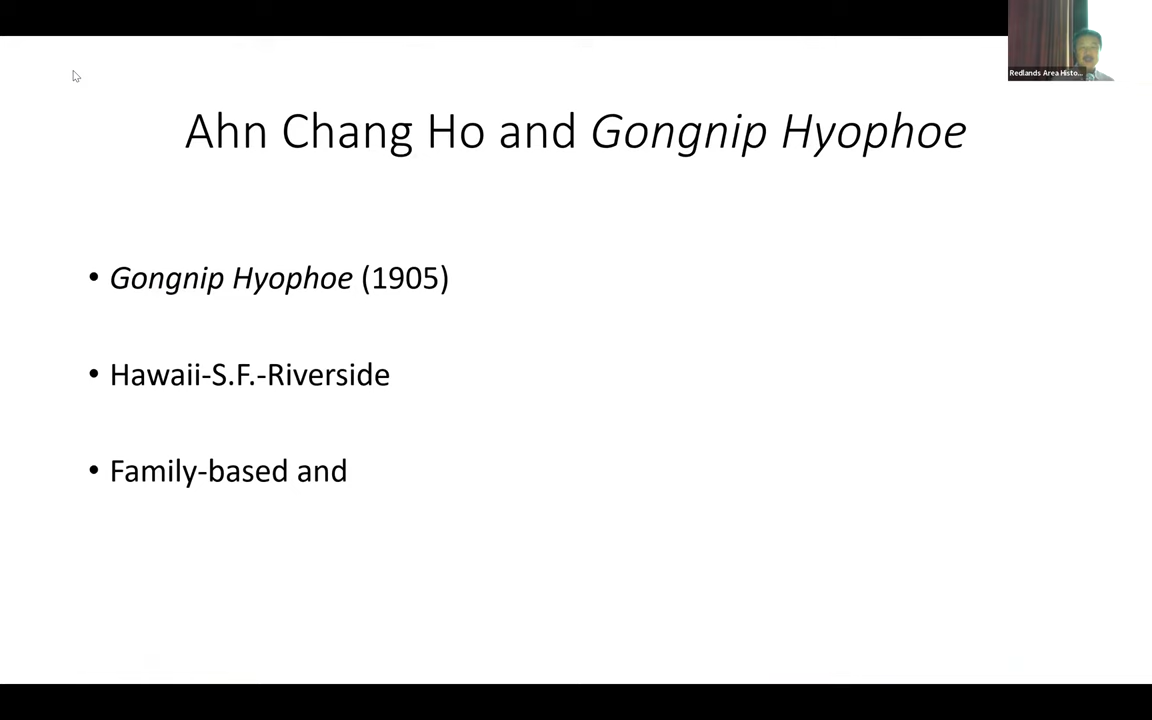 Redlands Area Histo...
Ahn Chang Ho and Gongnip Hyophoe
• Gongnip Hyophoe (1905)
• Hawaii-S.F.-Riverside
• Family-based and